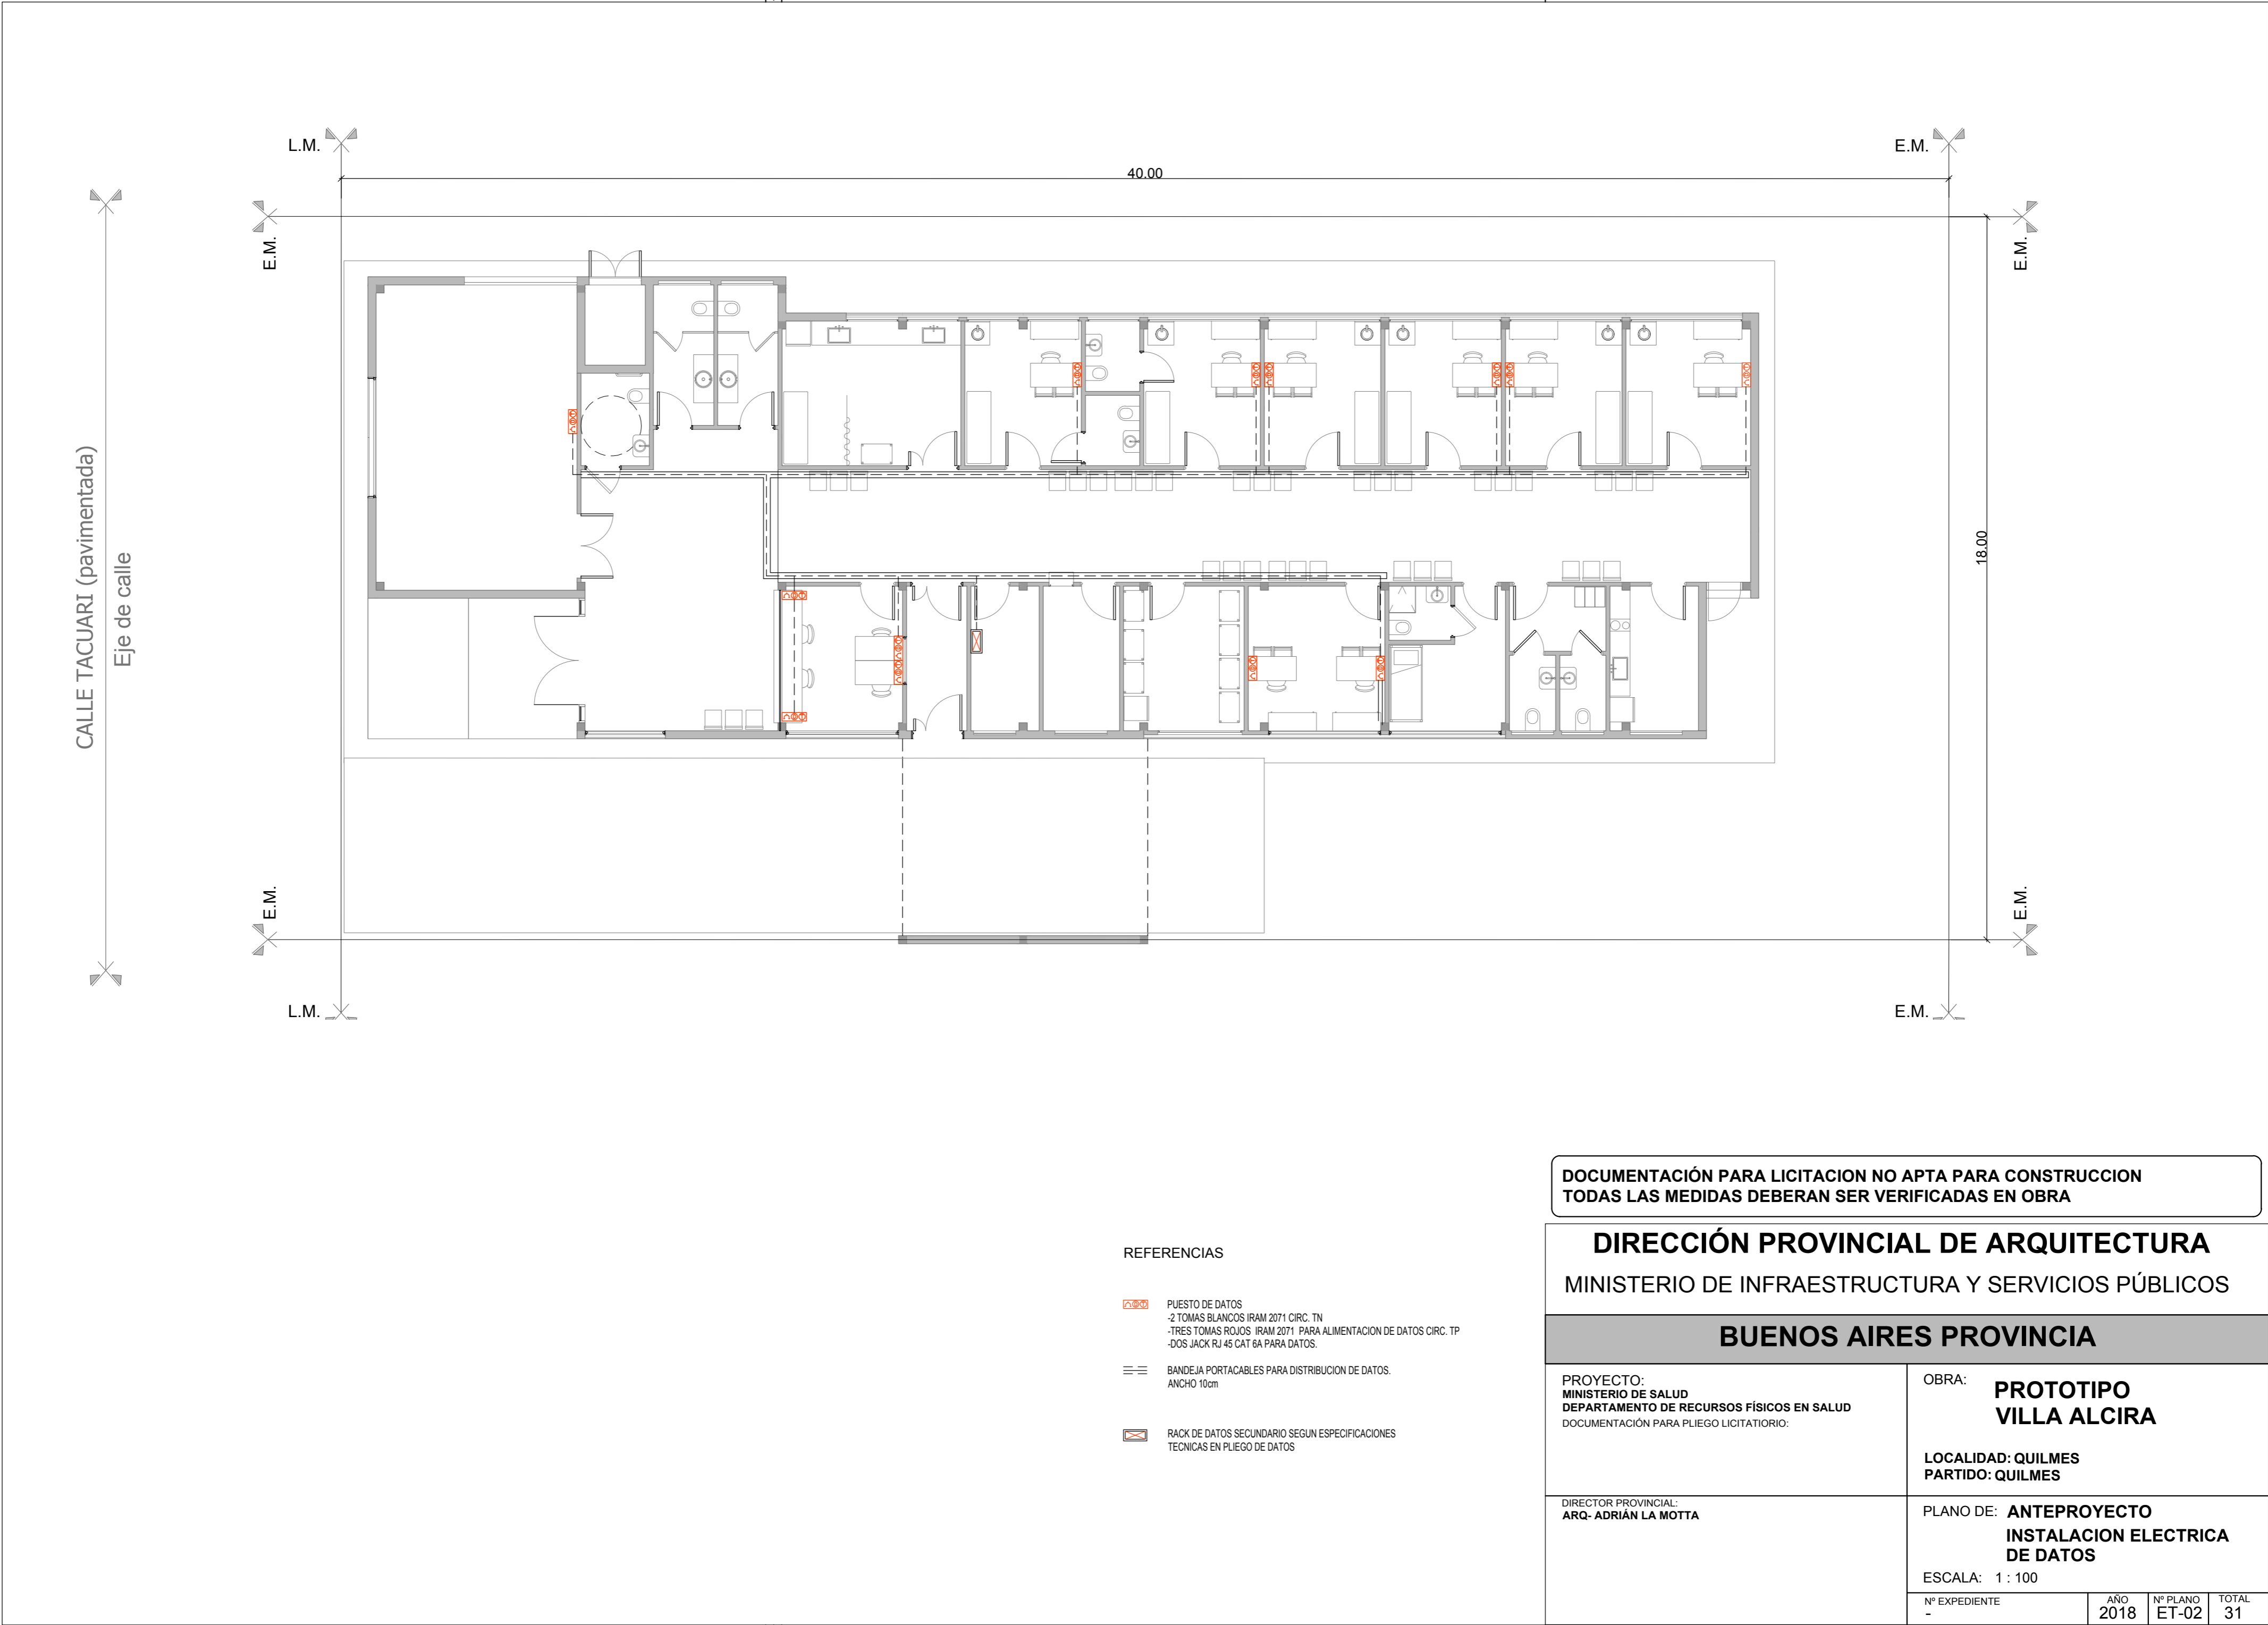 L.M.
E.M.
40.00
E.M.
E.M.
CALLE TACUARI (pavimentada)
Eje de calle
18.00
E.M.
E.M.
L.M.
E.M.
DOCUMENTACIÓN PARA LICITACION NO APTA PARA CONSTRUCCION
TODAS LAS MEDIDAS DEBERAN SER VERIFICADAS EN OBRA
REFERENCIAS
PUESTO DE DATOS
-2 TOMAS BLANCOS IRAM 2071 CIRC. TN
-TRES TOMAS ROJOS IRAM 2071 PARA ALIMENTACION DE DATOS CIRC. TP
-DOS JACK RJ 45 CAT 6A PARA DATOS.
BANDEJA PORTACABLES PARA DISTRIBUCION DE DATOS.
ANCHO 10cm
RACK DE DATOS SECUNDARIO SEGUN ESPECIFICACIONES
TECNICAS EN PLIEGO DE DATOS
DIRECCIÓN PROVINCIAL DE ARQUITECTURA
MINISTERIO DE INFRAESTRUCTURA Y SERVICIOS PÚBLICOS
BUENOS AIRES PROVINCIA
PROYECTO:
MINISTERIO DE SALUD
DEPARTAMENTO DE RECURSOS FÍSICOS EN SALUD
DOCUMENTACIÓN PARA PLIEGO LICITATIORIO:
OBRA: PROTOTIPO
VILLA ALCIRA
LOCALIDAD: QUILMES
PARTIDO: QUILMES
DIRECTOR PROVINCIAL:
ARQ- ADRIÁN LA MOTTA
PLANO DE: ANTEPROYECTO
INSTALACION ELECTRICA
DE DATOS
ESCALA: 1 : 100
Nº EXPEDIENTE
-
AÑO
2018
Nº PLANO
ET-02
TOTAL
31